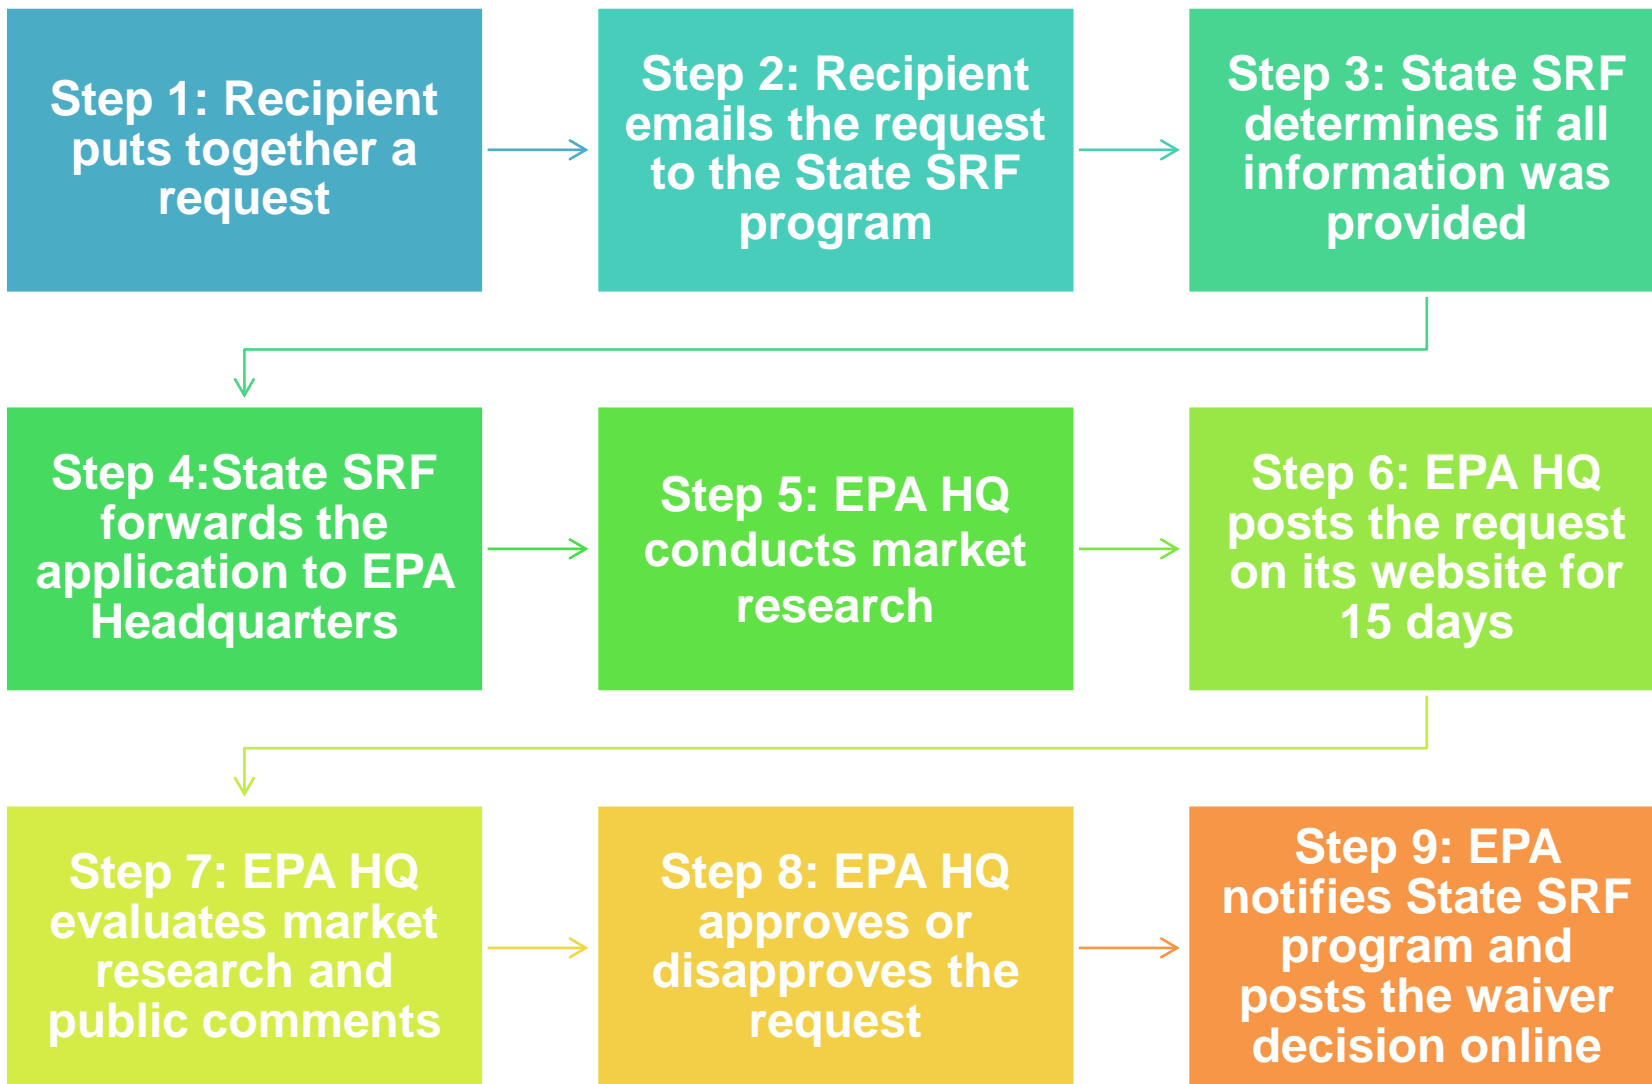 Step 1: Recipient
puts together a
request
Step 2: Recipient
emails the request
to the State SRF
program
Step 3: State SRF
determines if all
information was
provided
Step 4:State SRF
forwards the
application to EPA
Headquarters
Step 5: EPA HQ
conducts market
research
Step 6: EPA HQ
posts the request
on its website for
15 days
Step 7: EPA HQ
evaluates market
research and
public comments
Step 8: EPA HQ
approves or
disapproves the
request
Step 9: EPA
notifies State SRF
program and
posts the waiver
decision online